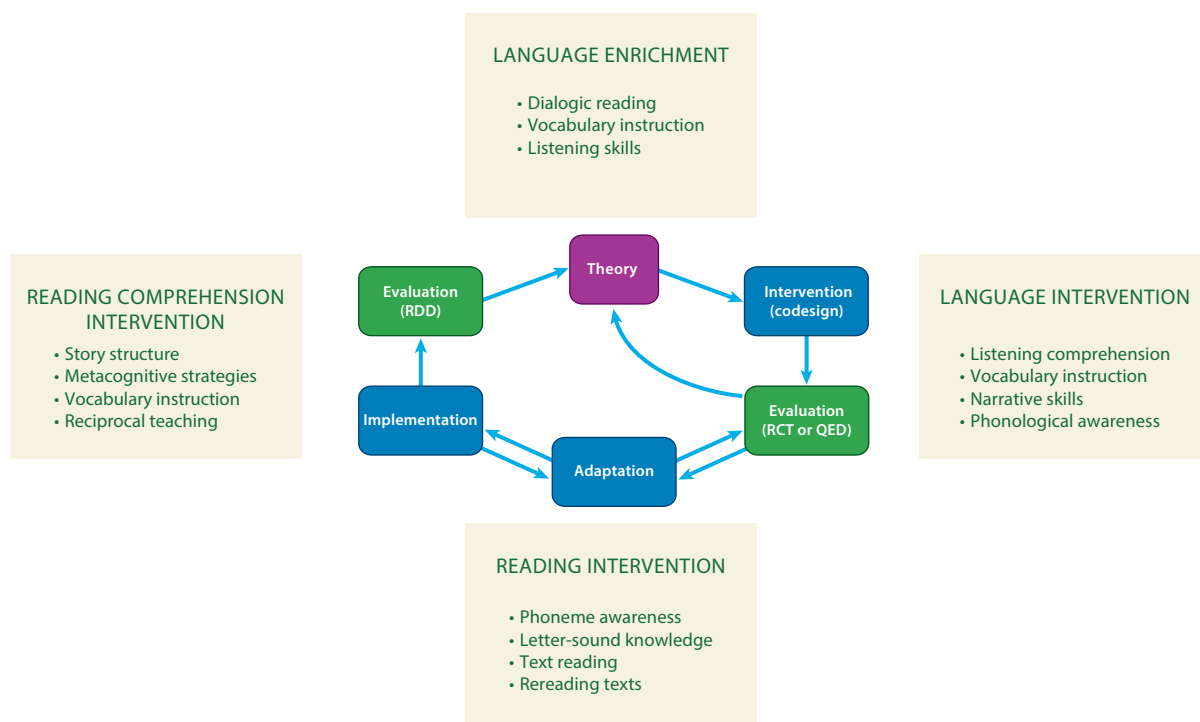 LANGUAGE ENRICHMENT
• Dialogic reading
• Vocabulary instruction
• Listening skills
READING COMPREHENSION
INTERVENTION
• Story structure
• Metacognitive strategies
• Vocabulary instruction
• Reciprocal teaching
Evaluation
(RDD)
Theory
Intervention
(codesign)
Implementation
Adaptation
Evaluation
(RCT or QED)
LANGUAGE INTERVENTION
• Listening comprehension
• Vocabulary instruction
• Narrative skills
• Phonological awareness
READING INTERVENTION
• Phoneme awareness
• Letter-sound knowledge
• Text reading
• Rereading texts